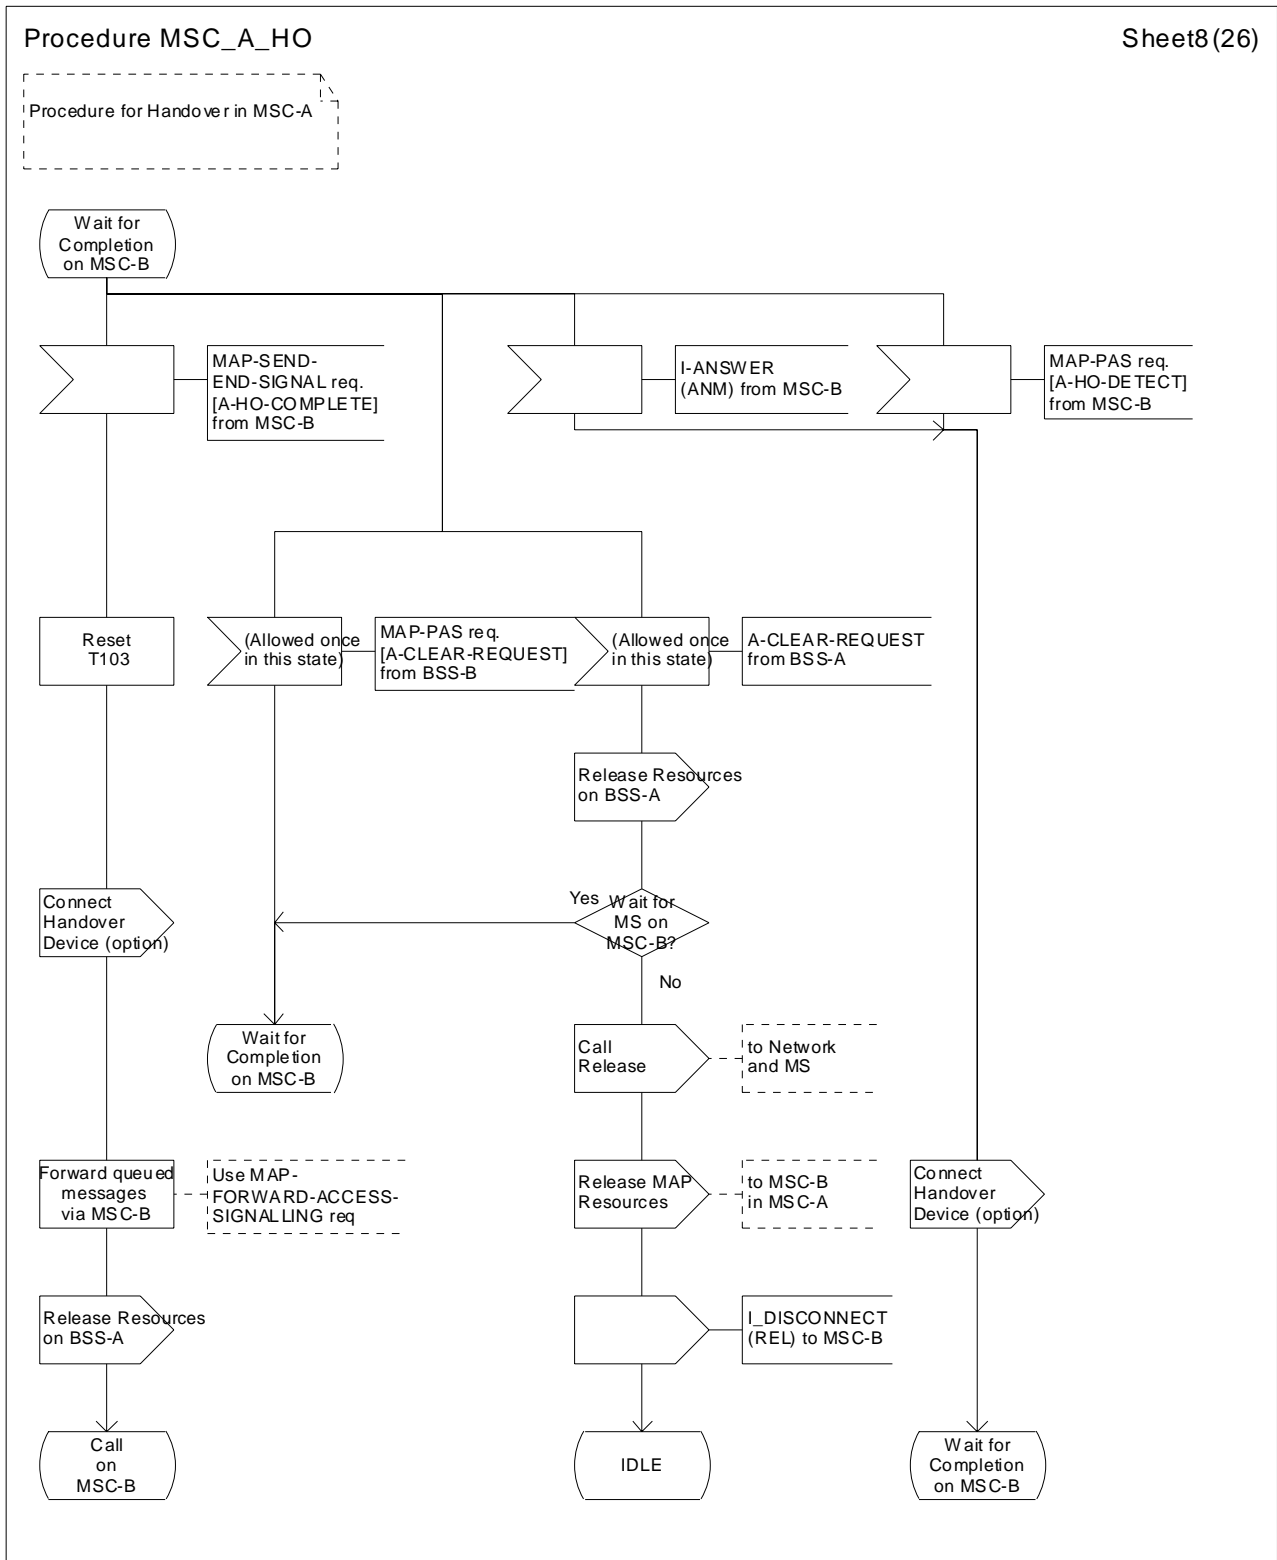 Procedure MSC_A_HO
Sheet8(26)
Procedure for Handover in MSC-A
Wait for
Completion
on MSC-B
MAP-SEND-
END-SIGNAL req.
[A-HO-COMPLETE]
from MSC-B
I-ANSWER
(ANM) from MSC-B
MAP-PAS req.
[A-HO-DETECT]
from MSC-B
Reset
T103
(Allowed once
in this state)
MAP-PAS req.
[A-CLEAR-REQUEST]
from BSS-B
(Allowed once
in this state)
A-CLEAR-REQUEST
from BSS-A
Release Resources
on BSS-A
Connect
Handover
Device (option)
Yes
Wait for
MS on
MSC-B?
No
Wait for
Completion
on MSC-B
Call
Release
to Network
and MS
Forward queued
messages
via MSC-B
Use MAP-
FORWARD-ACCESS-
SIGNALLING req
Release MAP
Resources
to MSC-B
in MSC-A
Connect
Handover
Device (option)
Release Resources
on BSS-A
I_DISCONNECT
(REL) to MSC-B
Call
on
MSC-B
IDLE
Wait for
Completion
on MSC-B